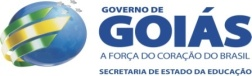 GOVERNO DE
GOIÁS
A FORÇA DO CORAÇÃO DO BRASIL
SECRETARIA DE ESTADO DA EDUCAÇÃO